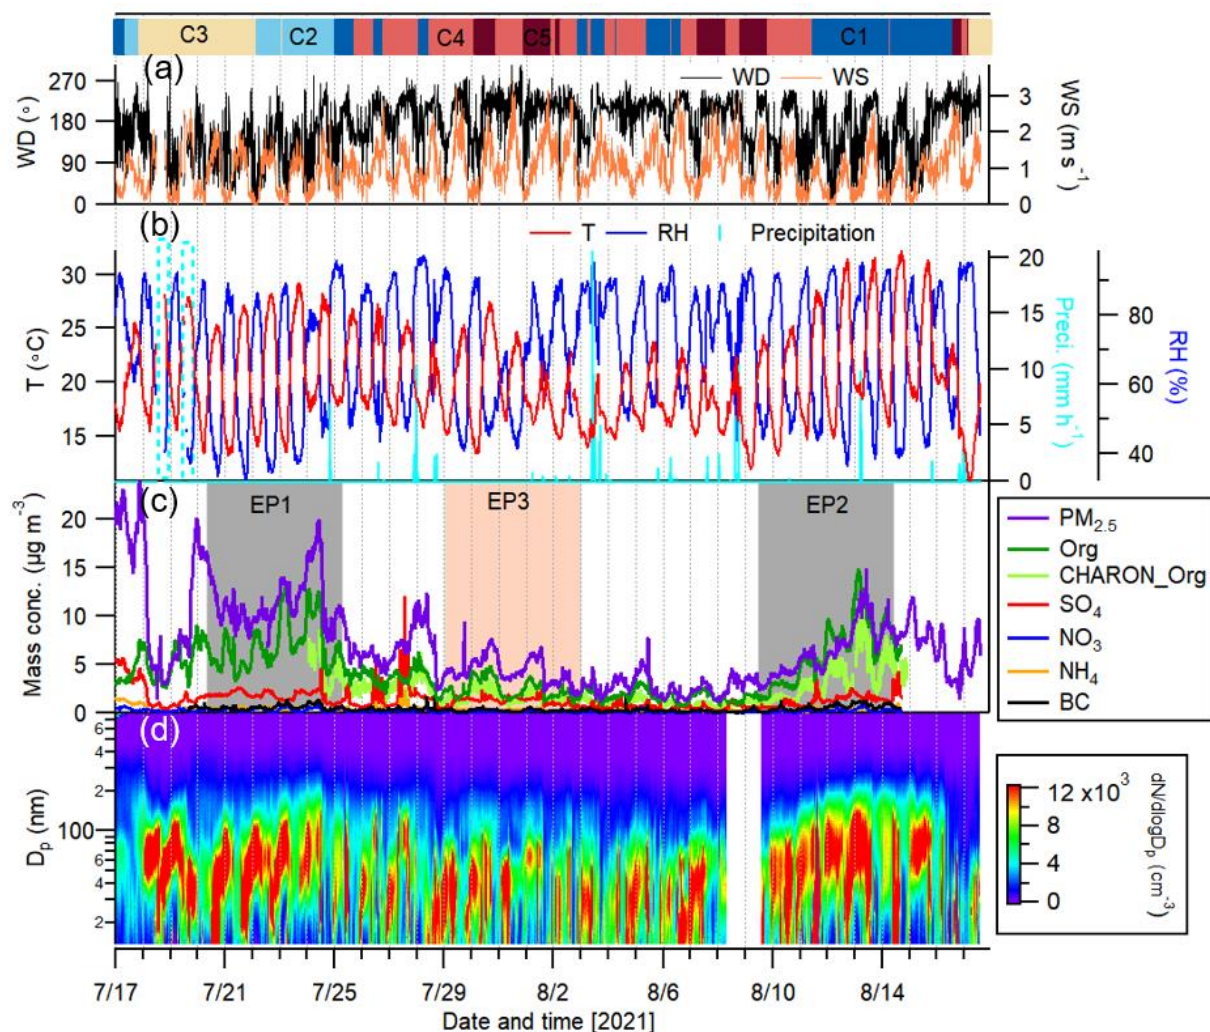 C3 C2 C4 C5 C1
(a)
WD WS
270
180
90
0
WD (°)
3
2
1
0
WS (m s⁻¹)
(b)
T RH Precipitation
30
25
20
15
T (°C)
20
15
10
5
0
Preci. (mm h⁻¹)
80
60
40
RH (%)
(c)
EP1 EP3 EP2
20
15
10
5
0
Mass conc. (µg m⁻³)
PM₂.₅
Org
CHARON_Org
SO₄
NO₃
NH₄
BC
(d)
6
4
2
100
6
4
2
Dₚ (nm)
12 x10³
8
4
0
dN/dlogDₚ (cm⁻³)
7/17 7/21 7/25 7/29 8/2 8/6 8/10 8/14
Date and time [2021]